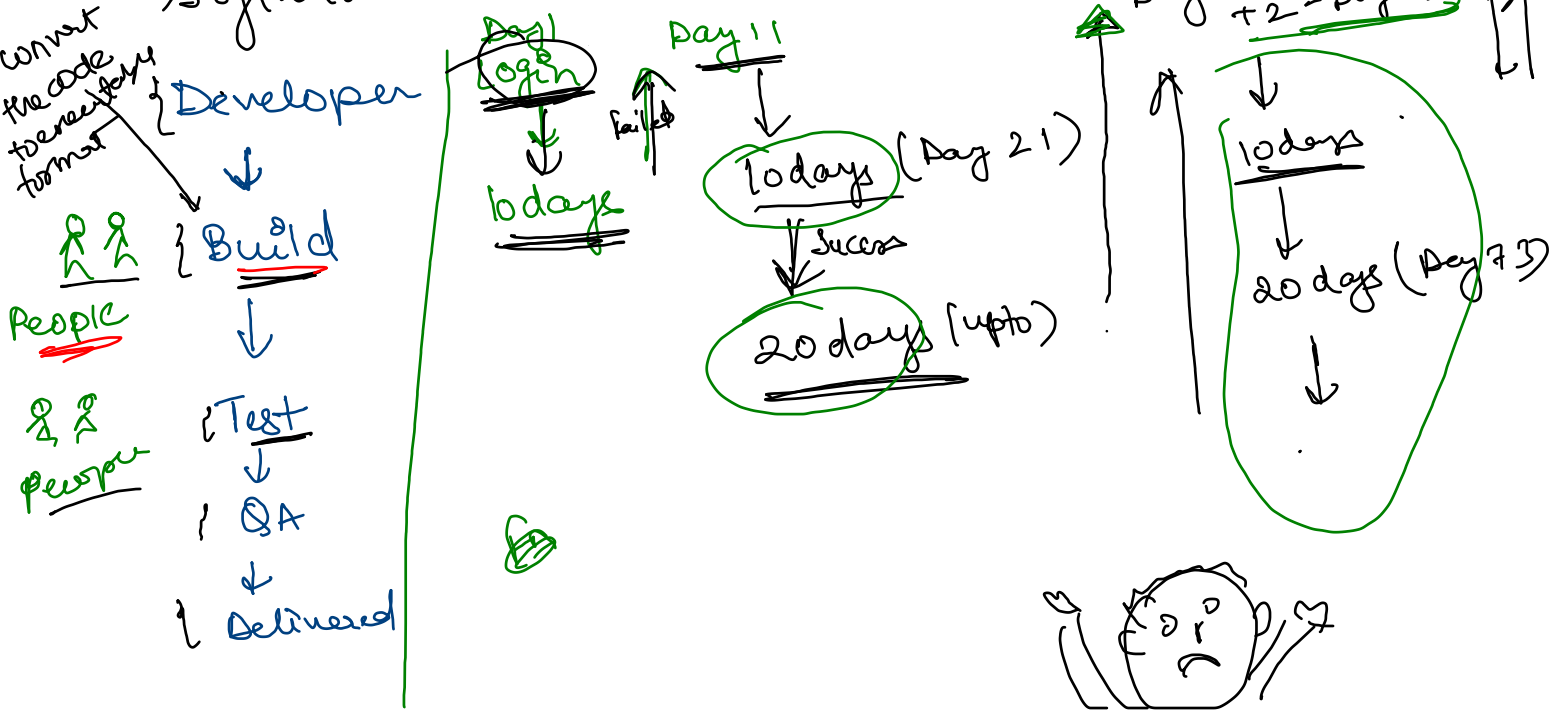 convert
the code
to executable
format
Developer
Build
People
Test
People
QA
Delivered
Day 1
Login
10 days
Failed
Day 11
10 days (Day 21)
Success
20 days (upto)
+2
10 days
20 days (Day 73)